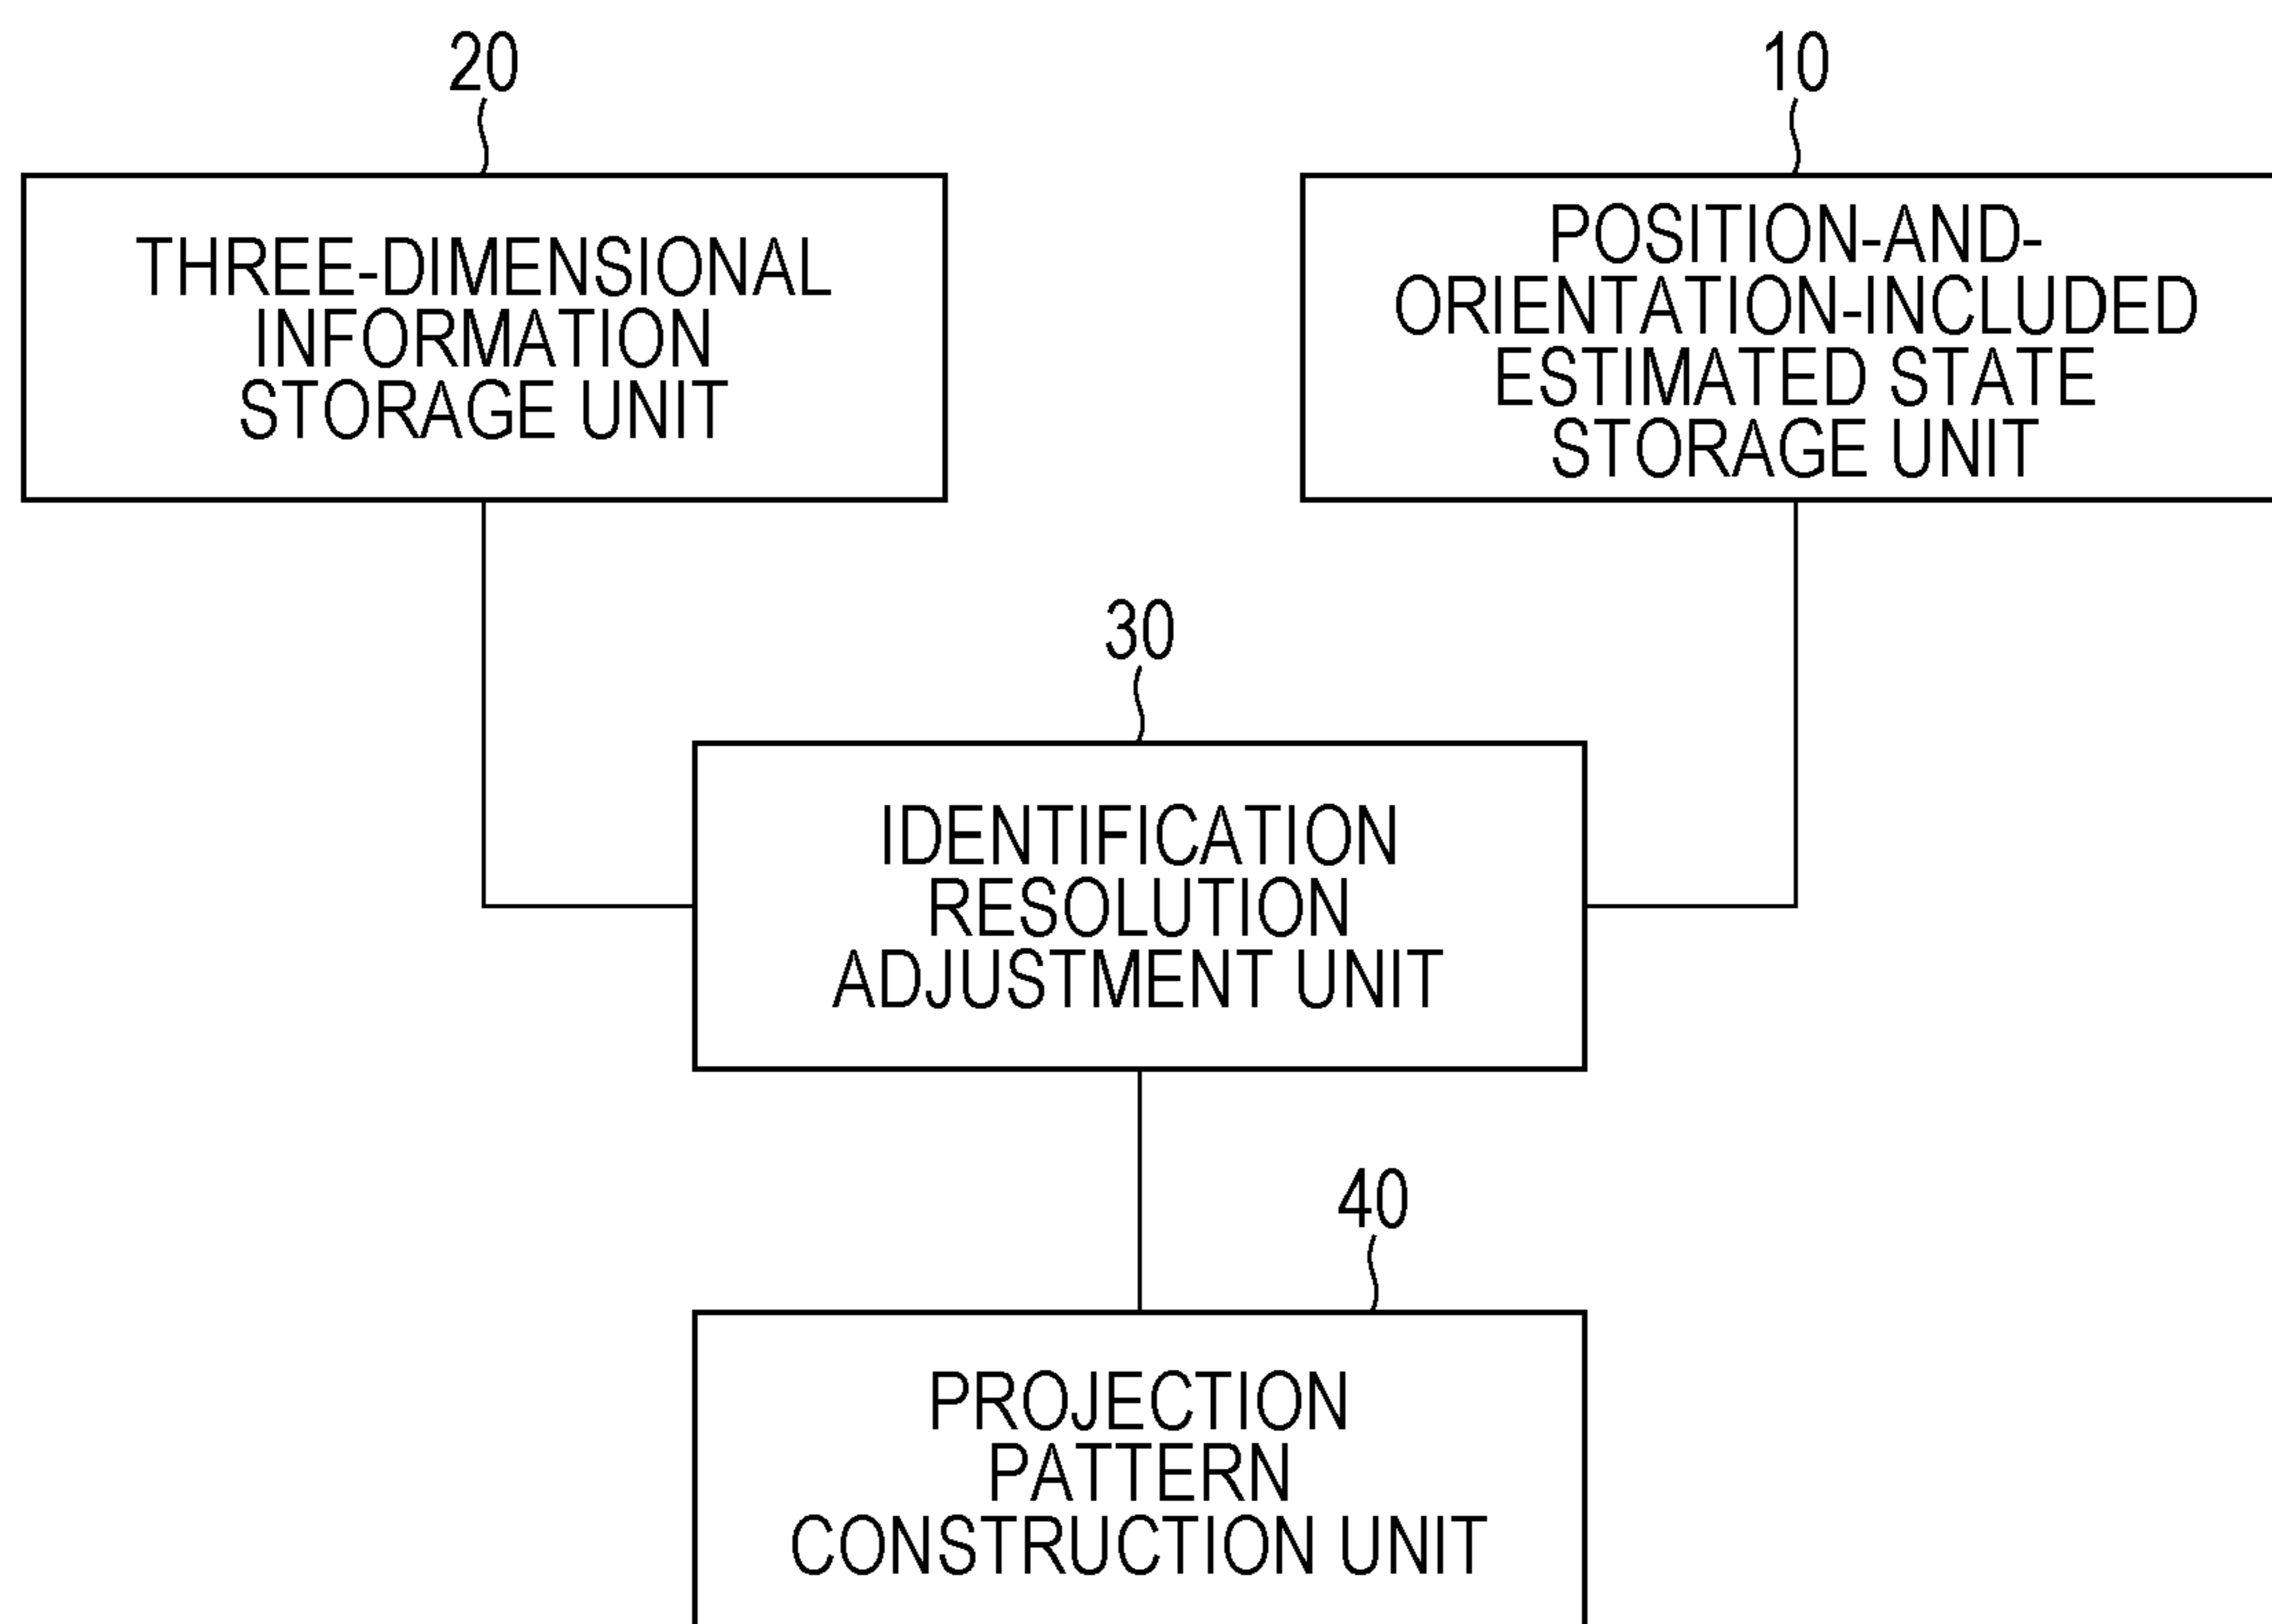 20
THREE-DIMENSIONAL
INFORMATION
STORAGE UNIT
10
POSITION-AND-
ORIENTATION-INCLUDED
ESTIMATED STATE
STORAGE UNIT
30
IDENTIFICATION
RESOLUTION
ADJUSTMENT UNIT
40
PROJECTION
PATTERN
CONSTRUCTION UNIT